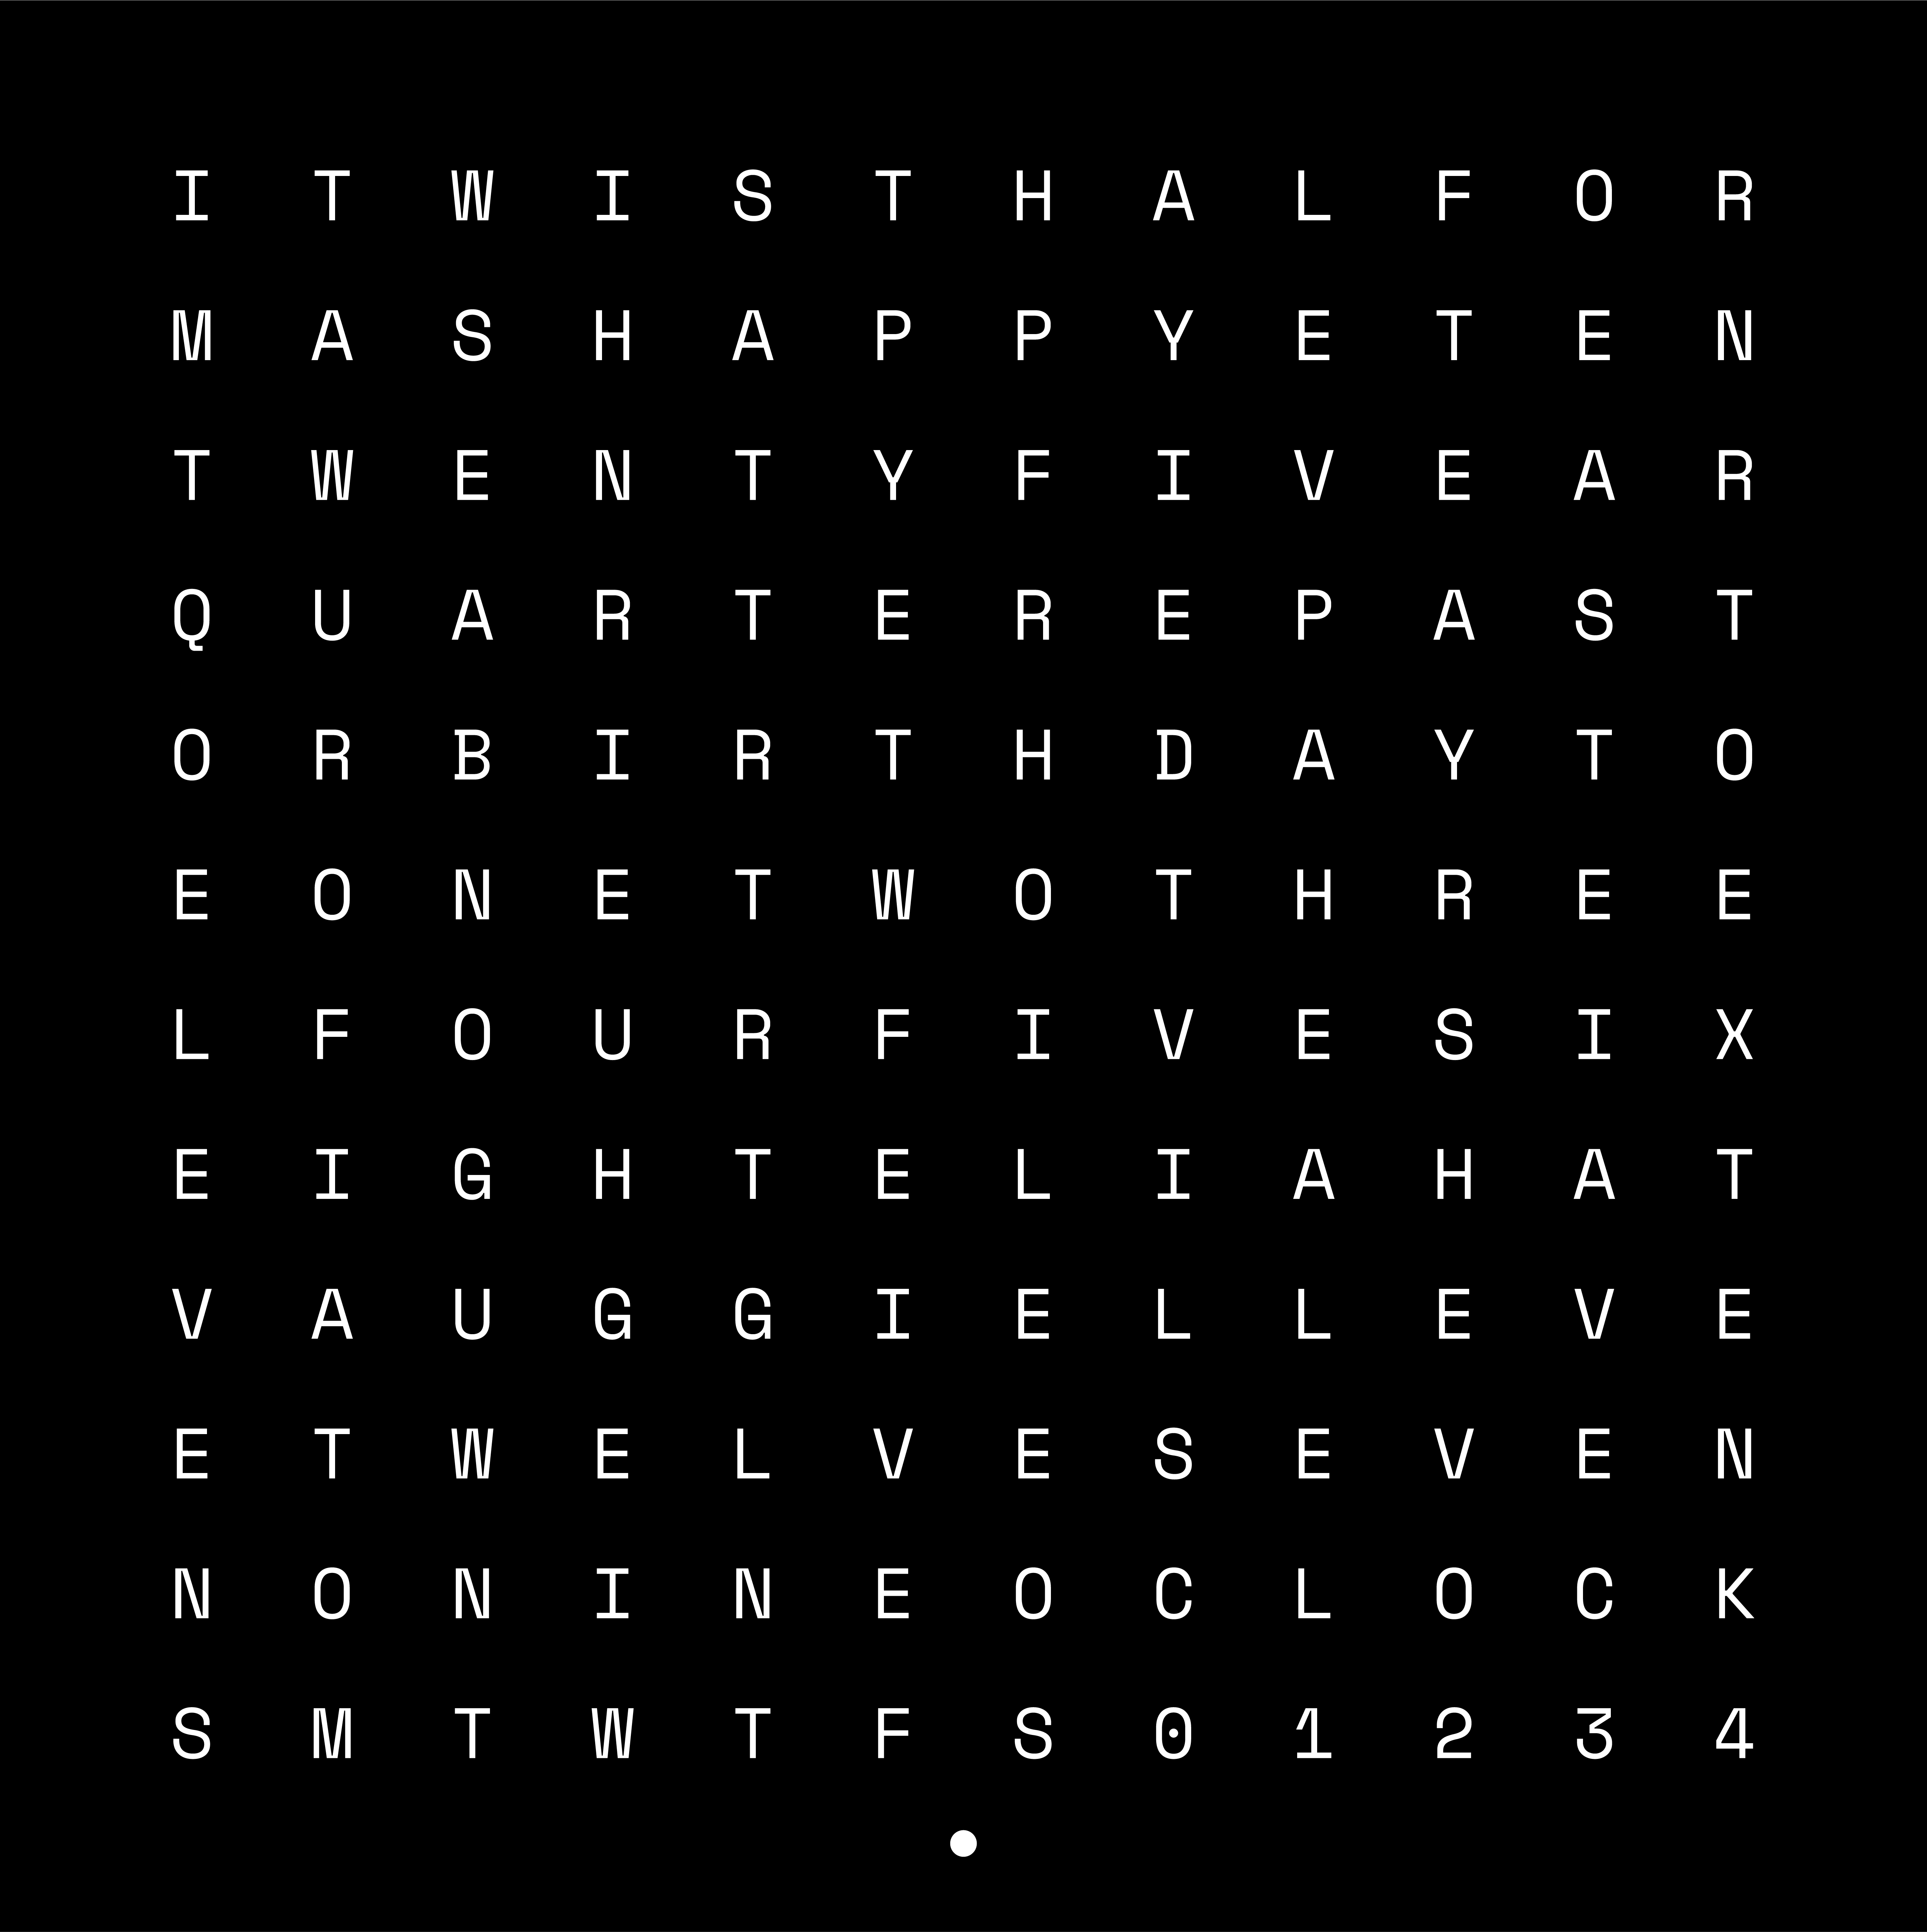 I T W I S T H A L F O R
M A S H A P P Y E T E N
T W E N T Y F I V E A R
Q U A R T E R E P A S T
O R B I R T H D A Y T O
E O N E T W O T H R E E
L F O U R F I V E S I X
E I G H T E L I A H A T
V A U G G I E L L E V E
E T W E L V E S E V E N
N O N I N E O C L O C K
S M T W T F S 0 1 2 3 4